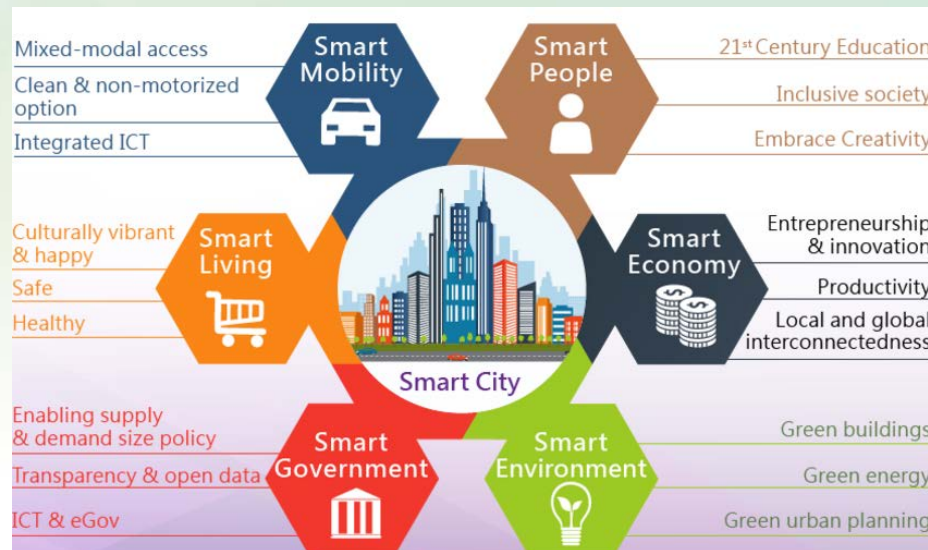 Smart
Mobility
Mixed-modal access
Clean & non-motorized
option
Integrated ICT
Smart
People
21st Century Education
Inclusive society
Embrace Creativity
Smart
Living
Culturally vibrant
& happy
Safe
Healthy
Smart
Economy
Entrepreneurship
& innovation
Productivity
Local and global
interconnectedness
Smart City
Smart
Government
Enabling supply
& demand size policy
Transparency & open data
ICT & eGov
Smart
Environment
Green buildings
Green energy
Green urban planning